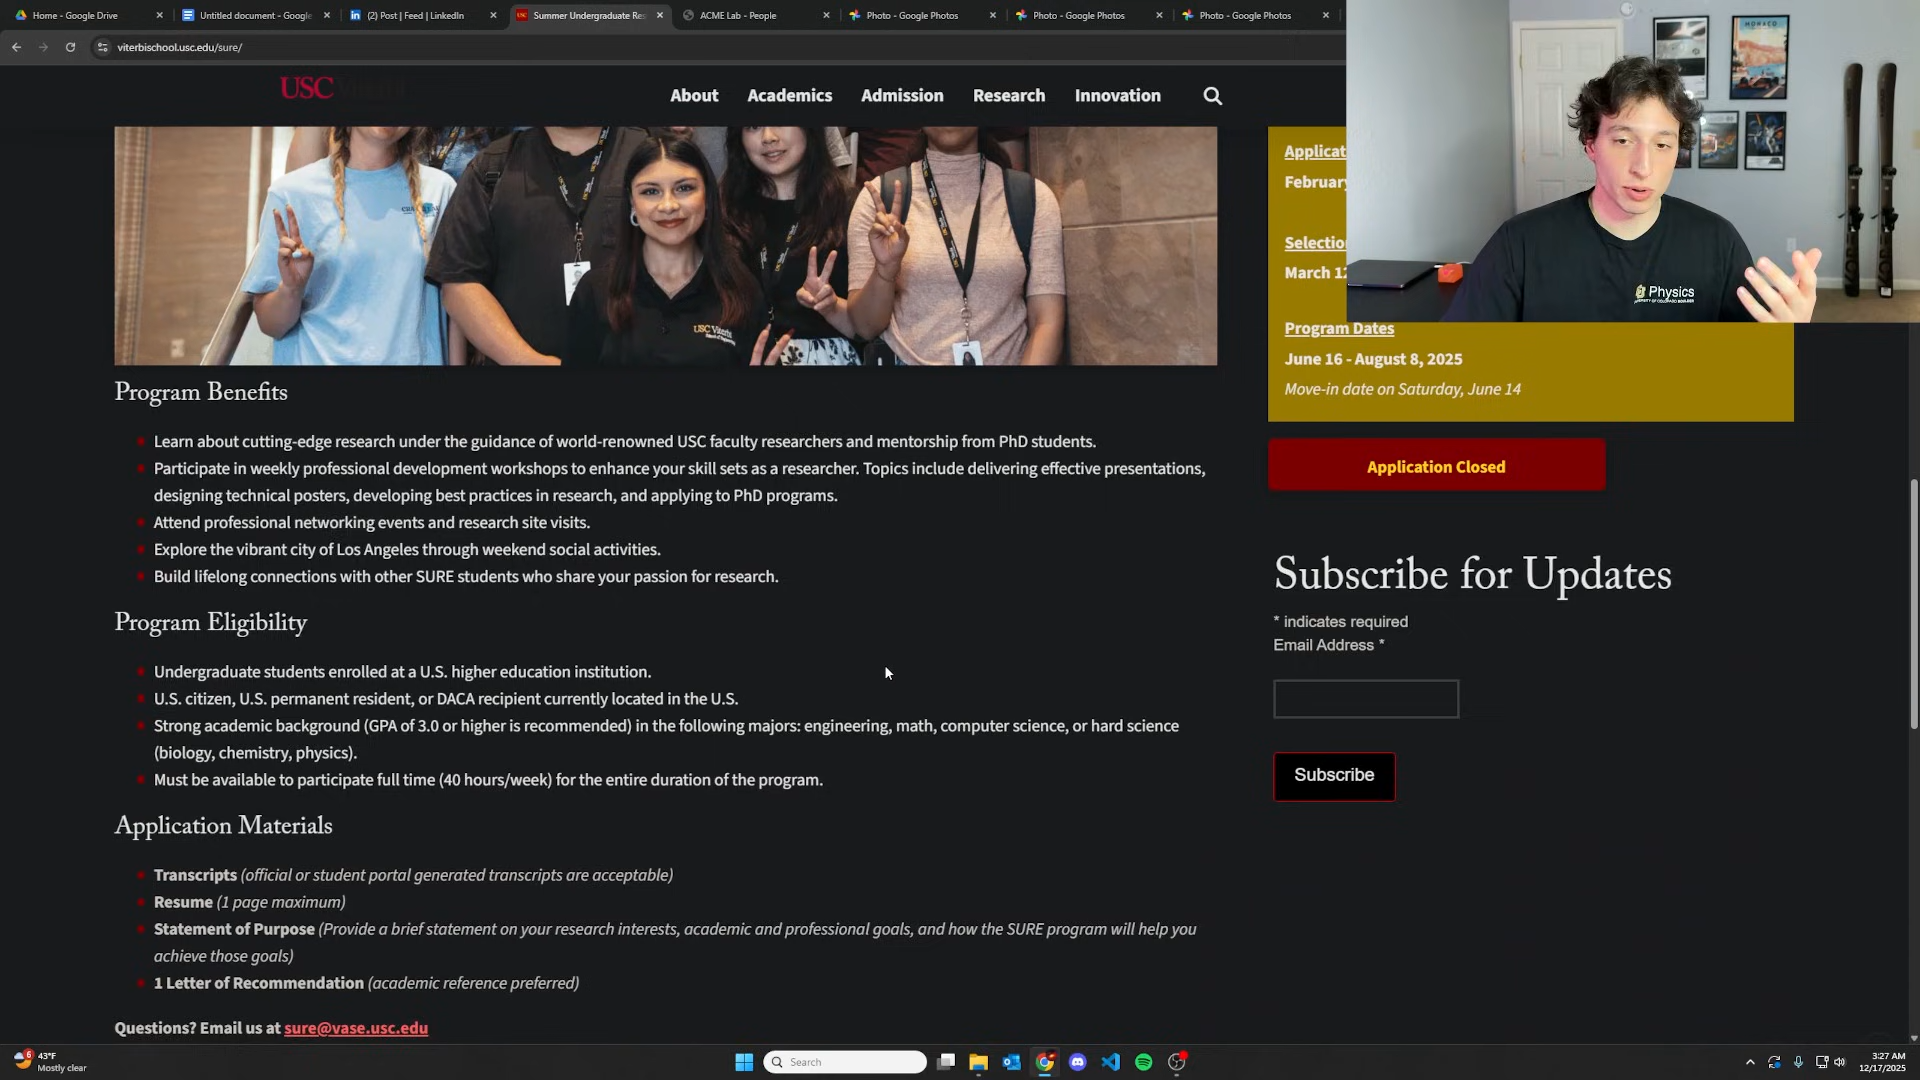 Home - Google Drive
Untitled document - Google
(2) Post | Feed | LinkedIn
Summer Undergraduate Res
ACME Lab - People
Photo - Google Photos
Photo - Google Photos
Photo - Google Photos
viterbischool.usc.edu/sure/
USC Viterbi
About
Academics
Admission
Research
Innovation
MONACO
Applicat
February
Selection
March 12
Physics
USC Viterbi
Program Dates
June 16 - August 8, 2025
Move-in date on Saturday, June 14
Application Closed
Program Benefits
Learn about cutting-edge research under the guidance of world-renowned USC faculty researchers and mentorship from PhD students.
Participate in weekly professional development workshops to enhance your skill sets as a researcher. Topics include delivering effective presentations,
designing technical posters, developing best practices in research, and applying to PhD programs.
Attend professional networking events and research site visits.
Explore the vibrant city of Los Angeles through weekend social activities.
Build lifelong connections with other SURE students who share your passion for research.
Subscribe for Updates
* indicates required
Email Address *
Subscribe
Program Eligibility
Undergraduate students enrolled at a U.S. higher education institution.
U.S. citizen, U.S. permanent resident, or DACA recipient currently located in the U.S.
Strong academic background (GPA of 3.0 or higher is recommended) in the following majors: engineering, math, computer science, or hard science
(biology, chemistry, physics).
Must be available to participate full time (40 hours/week) for the entire duration of the program.
Application Materials
Transcripts (official or student portal generated transcripts are acceptable)
Resume (1 page maximum)
Statement of Purpose (Provide a brief statement on your research interests, academic and professional goals, and how the SURE program will help you
achieve those goals)
1 Letter of Recommendation (academic reference preferred)
Questions? Email us at sure@vase.usc.edu
6
43°F
Mostly clear
Search
3:27 AM
12/17/2025